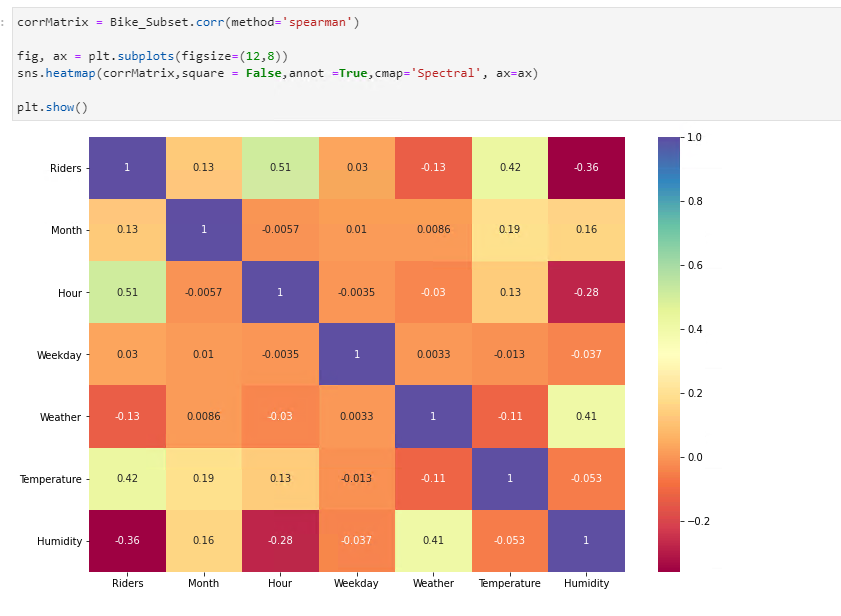 :
corrMatrix = Bike_Subset.corr(method='spearman')
fig, ax = plt.subplots(figsize=(12,8))
sns.heatmap(corrMatrix,square = False,annot =True,cmap='Spectral', ax=ax)
plt.show()
Riders 1 0.13 0.51 0.03 -0.13 0.42 -0.36
Month 0.13 1 -0.0057 0.01 0.0086 0.19 0.16
Hour 0.51 -0.0057 1 -0.0035 -0.03 0.13 -0.28
Weekday 0.03 0.01 -0.0035 1 0.0033 -0.013 -0.037
Weather -0.13 0.0086 -0.03 0.0033 1 -0.11 0.41
Temperature 0.42 0.19 0.13 -0.013 -0.11 1 -0.053
Humidity -0.36 0.16 -0.28 -0.037 0.41 -0.053 1
Riders Month Hour Weekday Weather Temperature Humidity
1.0
0.8
0.6
0.4
0.2
0.0
−0.2